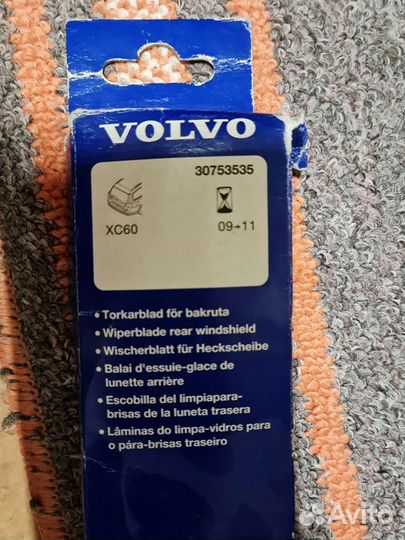 VOLVO
30753535
XC60
09→11
• Torkarblad för bakruta
• Wiperblade rear windshield
• Wischerblatt für Heckscheibe
• Balai d'essuie-glace de
lunette arrière
• Escobilla del limpiapara-
brisas de la luneta trasera
• Lâminas do limpa-vidros para
o pára-brisas traseiro
Avito